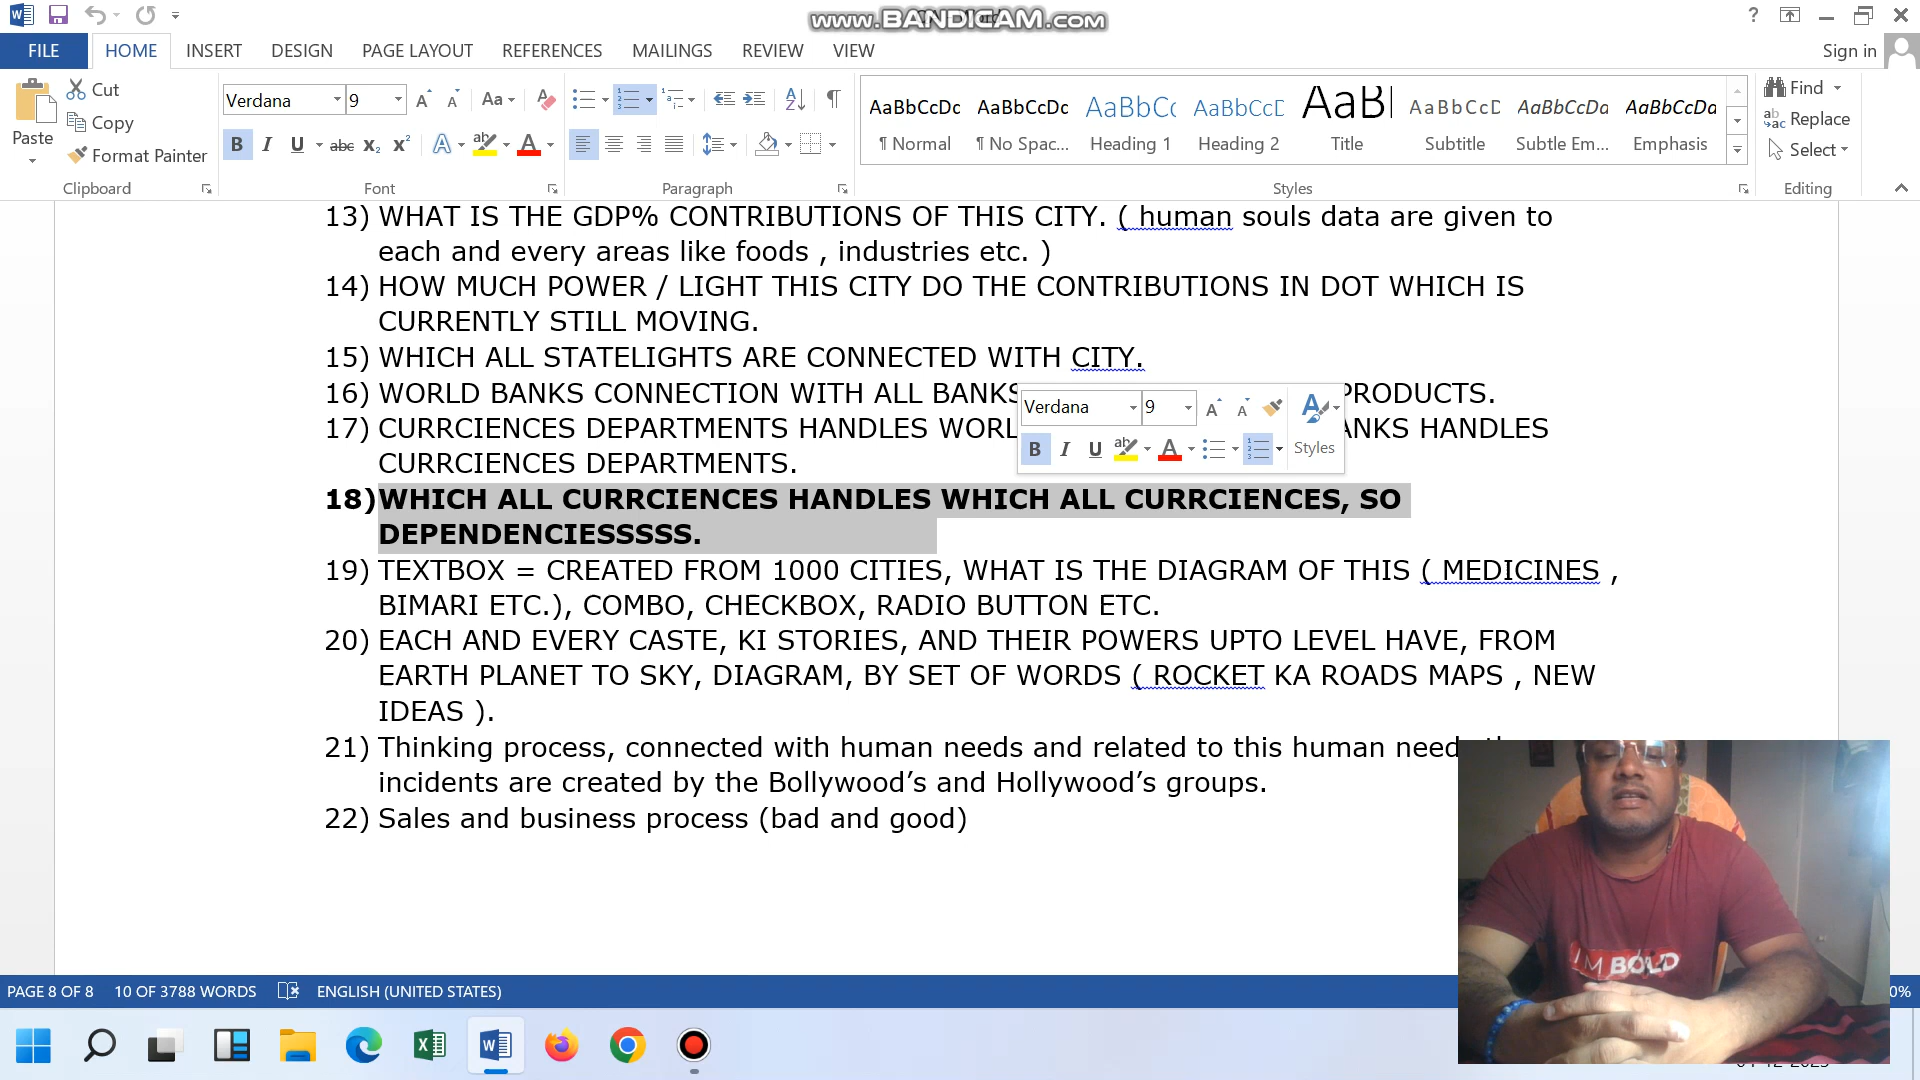 www.BANDICAM.com
FILE HOME INSERT DESIGN PAGE LAYOUT REFERENCES MAILINGS REVIEW VIEW Sign in
Cut
Copy
Paste
Format Painter
Verdana 9
AaBbCcDc AaBbCcDc AaBbCc AaBbCcD AaBl AaBbCcD AaBbCcDa AaBbCcDa
¶ Normal ¶ No Spac... Heading 1 Heading 2 Title Subtitle Subtle Em... Emphasis
Find
Replace
Select
Clipboard Font Paragraph Styles Editing
13) WHAT IS THE GDP% CONTRIBUTIONS OF THIS CITY. ( human souls data are given to
each and every areas like foods , industries etc. )
14) HOW MUCH POWER / LIGHT THIS CITY DO THE CONTRIBUTIONS IN DOT WHICH IS
CURRENTLY STILL MOVING.
15) WHICH ALL STATELIGHTS ARE CONNECTED WITH CITY.
16) WORLD BANKS CONNECTION WITH ALL BANKS PRODUCTS.
17) CURRCIENCES DEPARTMENTS HANDLES WORL ANKS HANDLES
CURRCIENCES DEPARTMENTS.
Verdana 9
Styles
18) WHICH ALL CURRCIENCES HANDLES WHICH ALL CURRCIENCES, SO
DEPENDENCIESSSSS.
19) TEXTBOX = CREATED FROM 1000 CITIES, WHAT IS THE DIAGRAM OF THIS ( MEDICINES ,
BIMARI ETC.), COMBO, CHECKBOX, RADIO BUTTON ETC.
20) EACH AND EVERY CASTE, KI STORIES, AND THEIR POWERS UPTO LEVEL HAVE, FROM
EARTH PLANET TO SKY, DIAGRAM, BY SET OF WORDS ( ROCKET KA ROADS MAPS , NEW
IDEAS ).
21) Thinking process, connected with human needs and related to this human need
incidents are created by the Bollywood's and Hollywood's groups.
22) Sales and business process (bad and good)
I M BOLD
PAGE 8 OF 8 10 OF 3788 WORDS ENGLISH (UNITED STATES) 0%